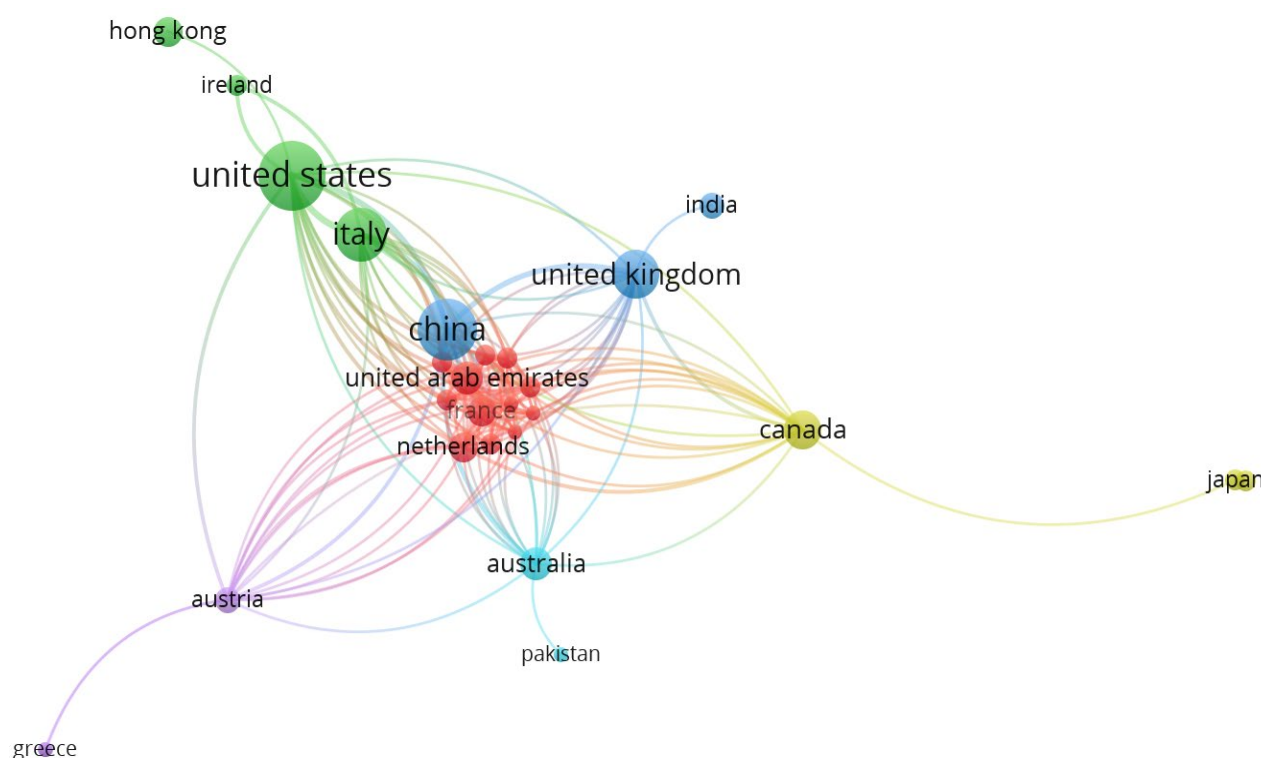 hong kong
ireland
united states
italy
india
united kingdom
china
united arab emirates
france
netherlands
canada
japan
australia
austria
pakistan
greece